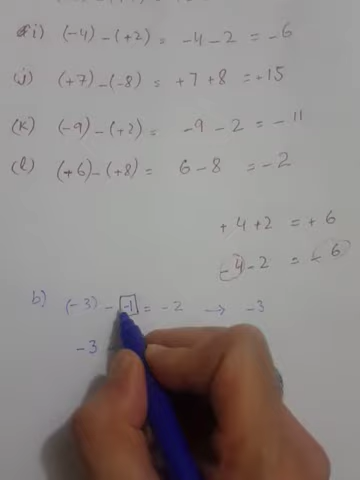 i) (-4) - (+2) = -4 - 2 = -6
(j) (+7) - (-8) = +7 + 8 = +15
(k) (-9) - (+2) = -9 - 2 = -11
(l) (+6) - (+8) = 6 - 8 = -2
+4 + 2 = + 6
-4 - 2 = - 6
b) (-3) - -1 = -2 → -3
-3